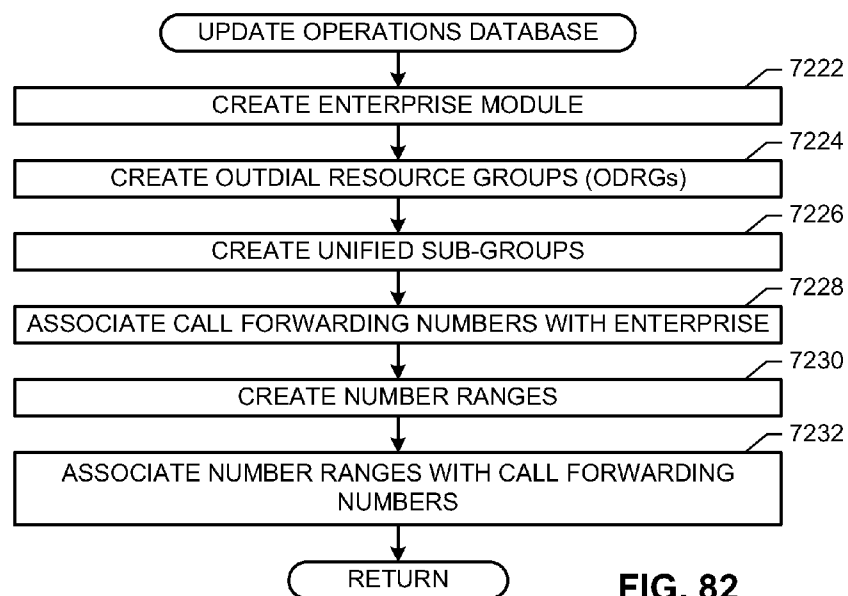 UPDATE OPERATIONS DATABASE
7222
CREATE ENTERPRISE MODULE
7224
CREATE OUTDIAL RESOURCE GROUPS (ODRGs)
7226
CREATE UNIFIED SUB-GROUPS
7228
ASSOCIATE CALL FORWARDING NUMBERS WITH ENTERPRISE
7230
CREATE NUMBER RANGES
7232
ASSOCIATE NUMBER RANGES WITH CALL FORWARDING
NUMBERS
RETURN
FIG. 82